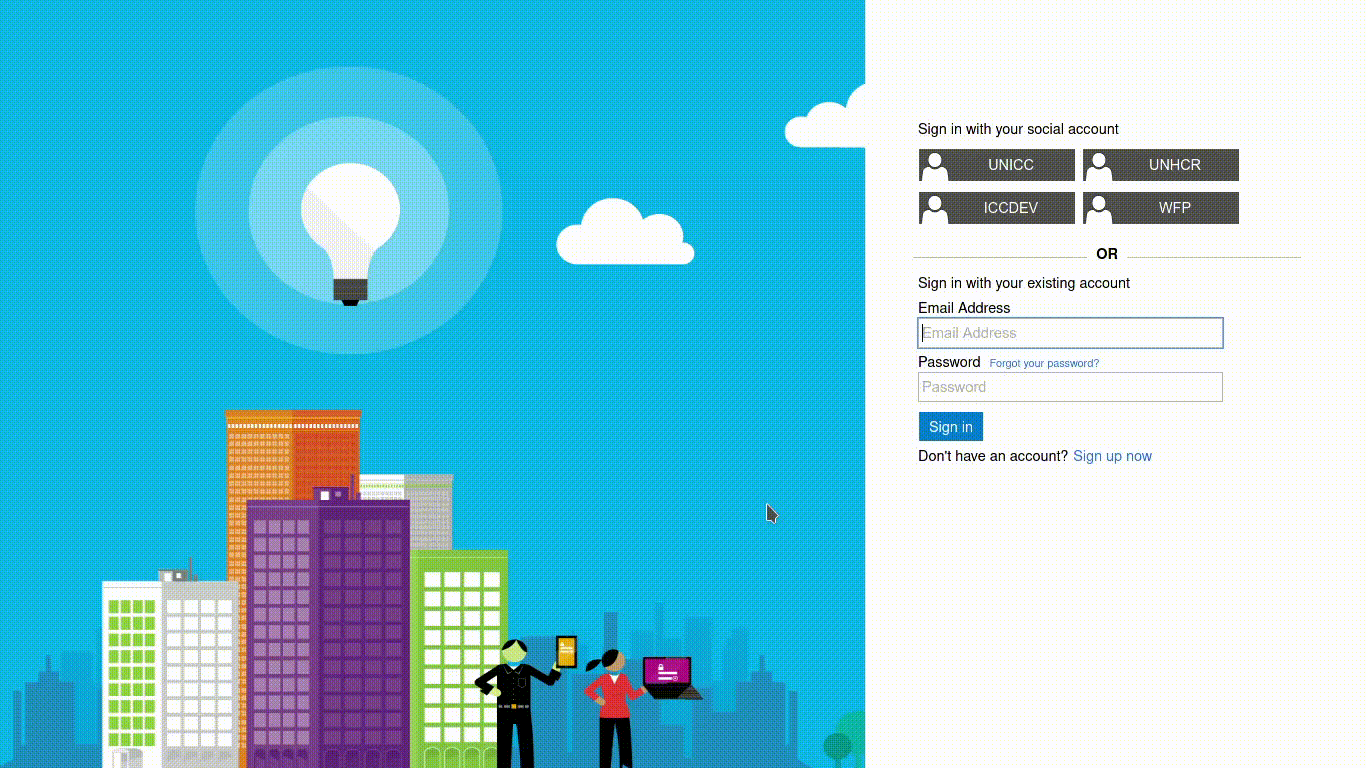 Sign in with your social account
UNICC
UNHCR
ICCDEV
WFP
OR
Sign in with your existing account
Email Address
Email Address
Password Forgot your password?
Password
Sign in
Don't have an account? Sign up now